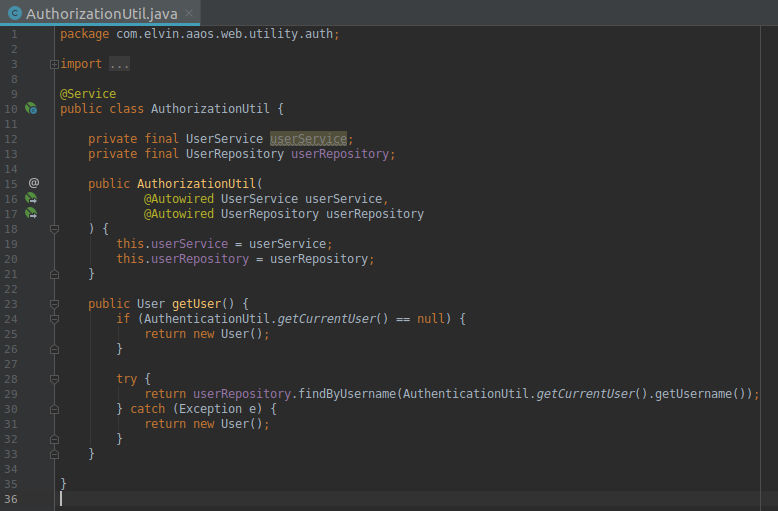 AuthorizationUtil.java
1 package com.elvin.aaos.web.utility.auth;
2
3 import ...
8
9 @Service
10 public class AuthorizationUtil {
11
12 private final UserService userService;
13 private final UserRepository userRepository;
14
15 public AuthorizationUtil(
16 @Autowired UserService userService,
17 @Autowired UserRepository userRepository
18 ) {
19 this.userService = userService;
20 this.userRepository = userRepository;
21 }
22
23 public User getUser() {
24 if (AuthenticationUtil.getCurrentUser() == null) {
25 return new User();
26 }
27
28 try {
29 return userRepository.findByUsername(AuthenticationUtil.getCurrentUser().getUsername());
30 } catch (Exception e) {
31 return new User();
32 }
33 }
34
35 }
36